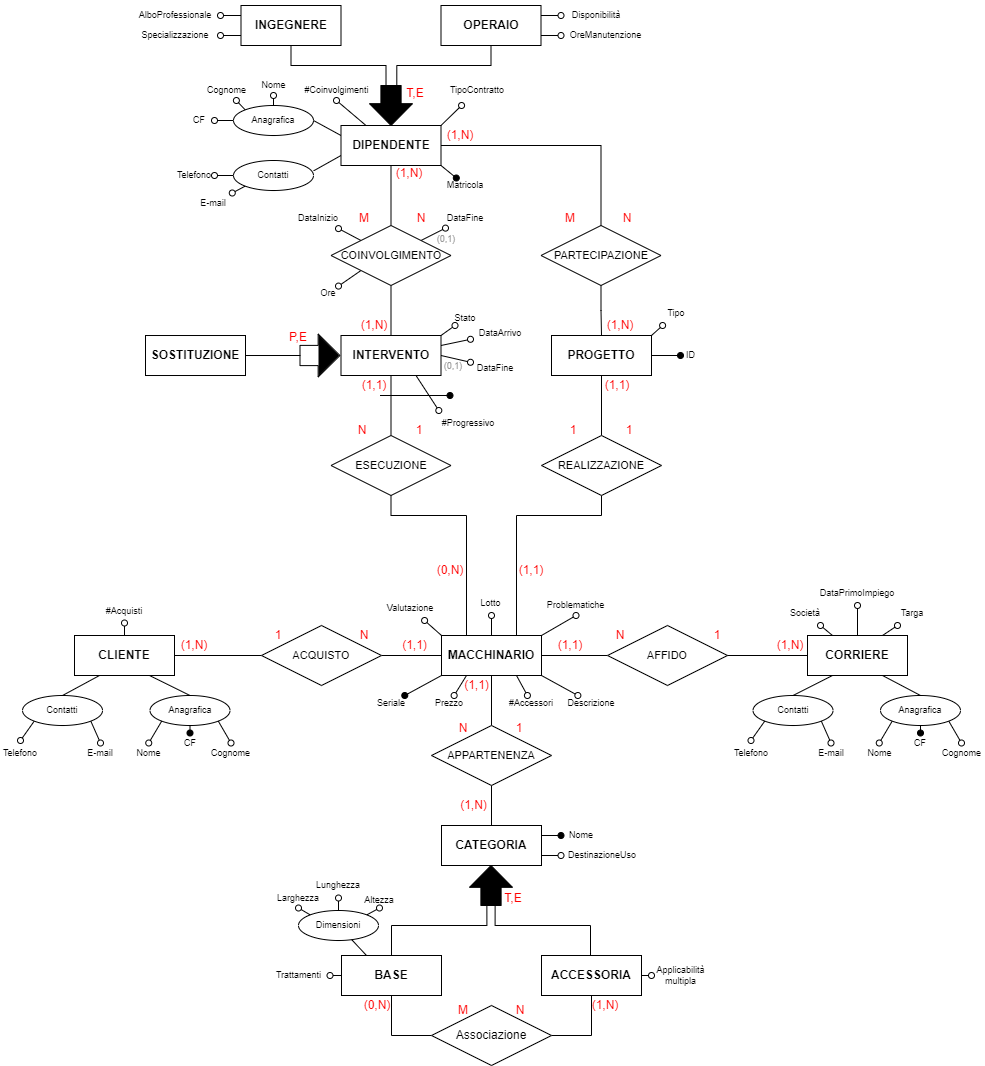 AlboProfessionale
Specializzazione
INGEGNERE
OPERAIO
Disponibilità
OreManutenzione
T,E
Cognome
Nome
CF
Anagrafica
#Coinvolgimenti
TipoContratto
DIPENDENTE
(1,N)
Telefono
Contatti
E-mail
(1,N)
Matricola
DataInizio
M
N
DataFine
(0,1)
COINVOLGIMENTO
Ore
M
N
PARTECIPAZIONE
(1,N)
Stato
P,E
SOSTITUZIONE
INTERVENTO
DataArrivo
(0,1)
DataFine
(1,1)
#Progressivo
(1,N)
Tipo
PROGETTO
ID
(1,1)
N
1
ESECUZIONE
1
1
REALIZZAZIONE
(0,N)
(1,1)
#Acquisti
CLIENTE
(1,N)
1
N
ACQUISTO
(1,1)
Valutazione
Lotto
Problematiche
MACCHINARIO
(1,1)
N
1
AFFIDO
(1,N)
Società
DataPrimoImpiego
Targa
CORRIERE
Contatti
Telefono
E-mail
Anagrafica
Nome
CF
Cognome
Seriale
Prezzo
(1,1)
#Accessori
Descrizione
Contatti
Telefono
E-mail
Anagrafica
Nome
CF
Cognome
N
1
APPARTENENZA
(1,N)
CATEGORIA
Nome
DestinazioneUso
T,E
Larghezza
Lunghezza
Altezza
Dimensioni
Trattamenti
BASE
(0,N)
ACCESSORIA
Applicabilità
multipla
(1,N)
M
N
Associazione